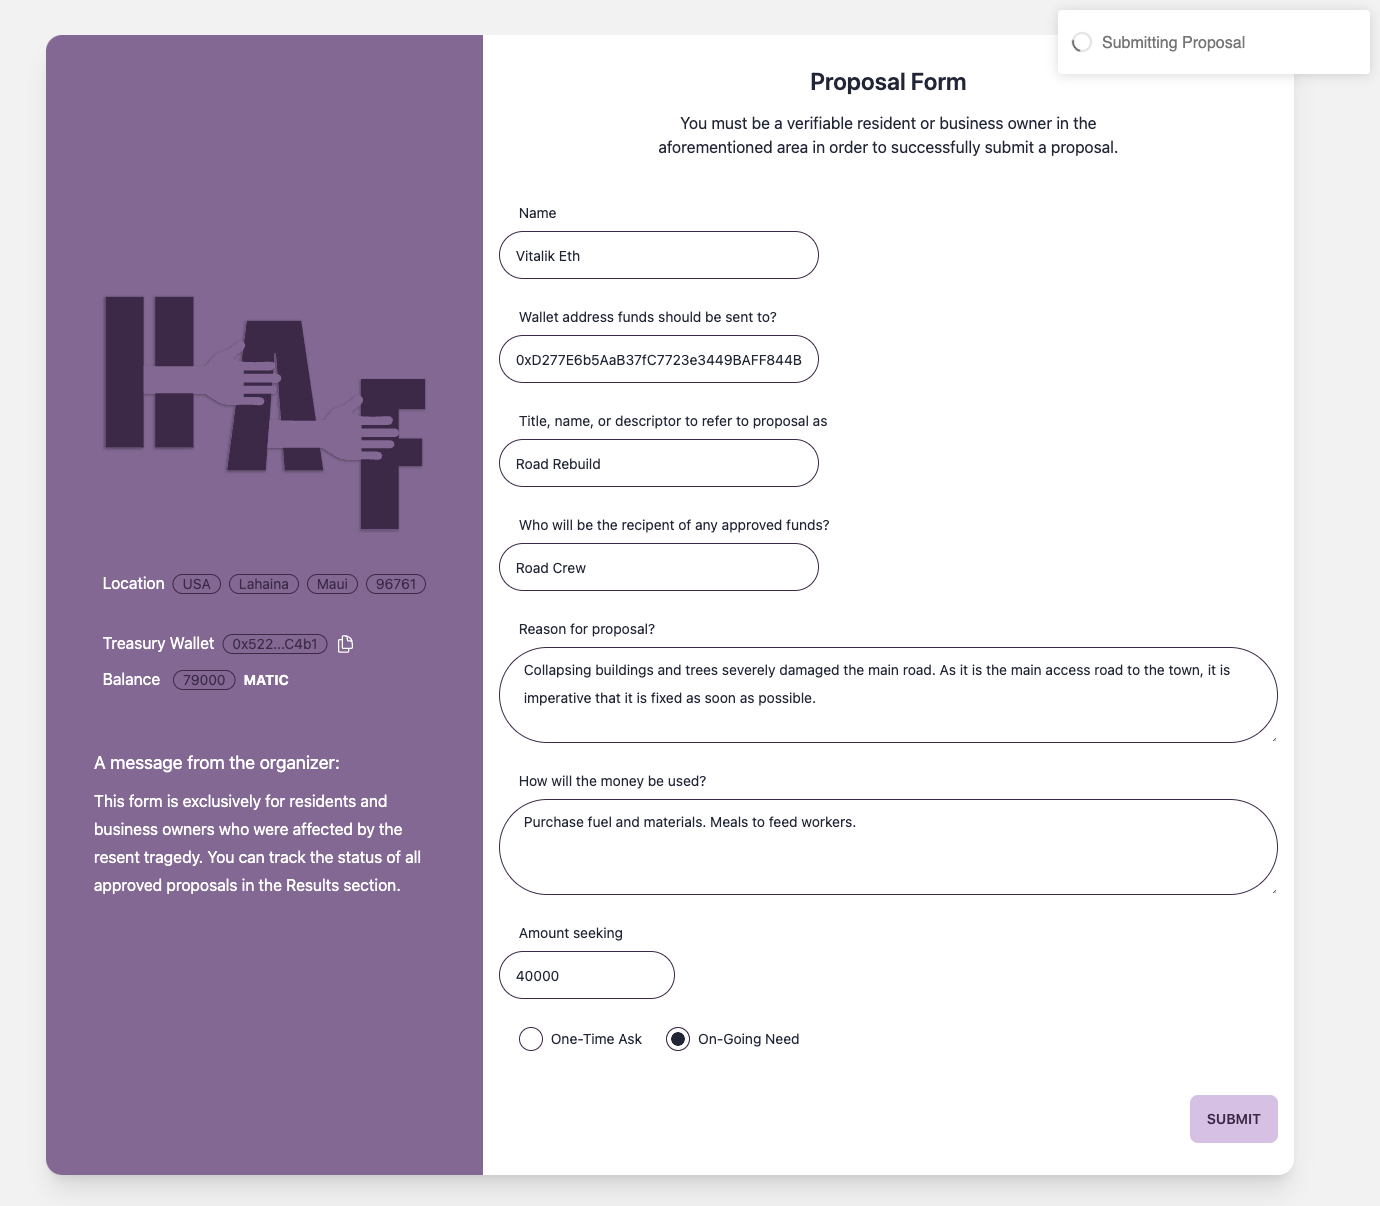 Submitting Proposal
HAF
Location USA Lahaina Maui 96761
Treasury Wallet 0x522...C4b1
Balance 79000 MATIC
A message from the organizer:
This form is exclusively for residents and
business owners who were affected by the
resent tragedy. You can track the status of all
approved proposals in the Results section.
Proposal Form
You must be a verifiable resident or business owner in the
aforementioned area in order to successfully submit a proposal.
Name
Vitalik Eth
Wallet address funds should be sent to?
0xD277E6b5AaB37fC7723e3449BAFF844B
Title, name, or descriptor to refer to proposal as
Road Rebuild
Who will be the recipent of any approved funds?
Road Crew
Reason for proposal?
Collapsing buildings and trees severely damaged the main road. As it is the main access road to the town, it is
imperative that it is fixed as soon as possible.
How will the money be used?
Purchase fuel and materials. Meals to feed workers.
Amount seeking
40000
One-Time Ask On-Going Need
SUBMIT